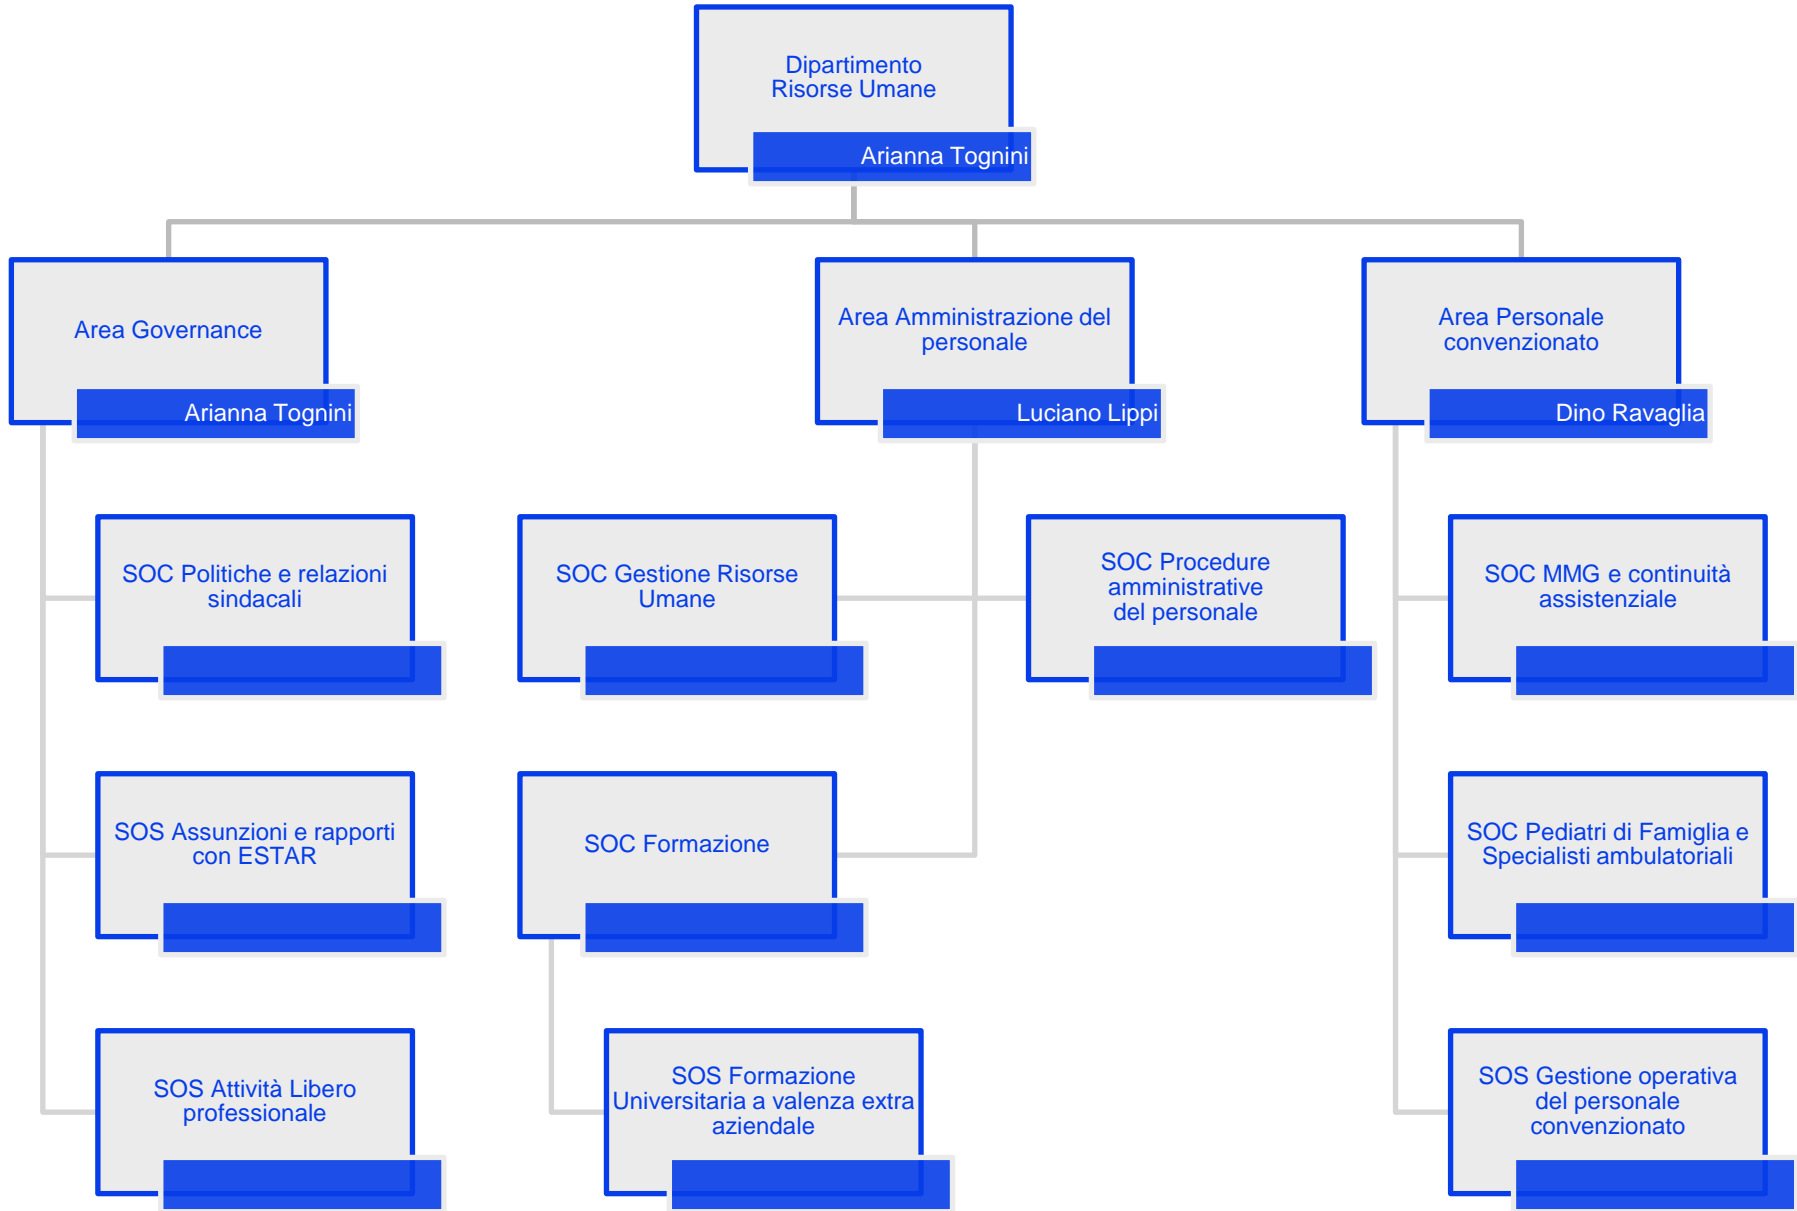 Dipartimento
Risorse Umane
Arianna Tognini
Area Governance
Arianna Tognini
Area Amministrazione del
personale
Luciano Lippi
Area Personale
convenzionato
Dino Ravaglia
SOC Politiche e relazioni
sindacali
SOC Gestione Risorse
Umane
SOC Procedure
amministrative
del personale
SOC MMG e continuità
assistenziale
SOS Assunzioni e rapporti
con ESTAR
SOC Formazione
SOC Pediatri di Famiglia e
Specialisti ambulatoriali
SOS Attività Libero
professionale
SOS Formazione
Universitaria a valenza extra
aziendale
SOS Gestione operativa
del personale
convenzionato